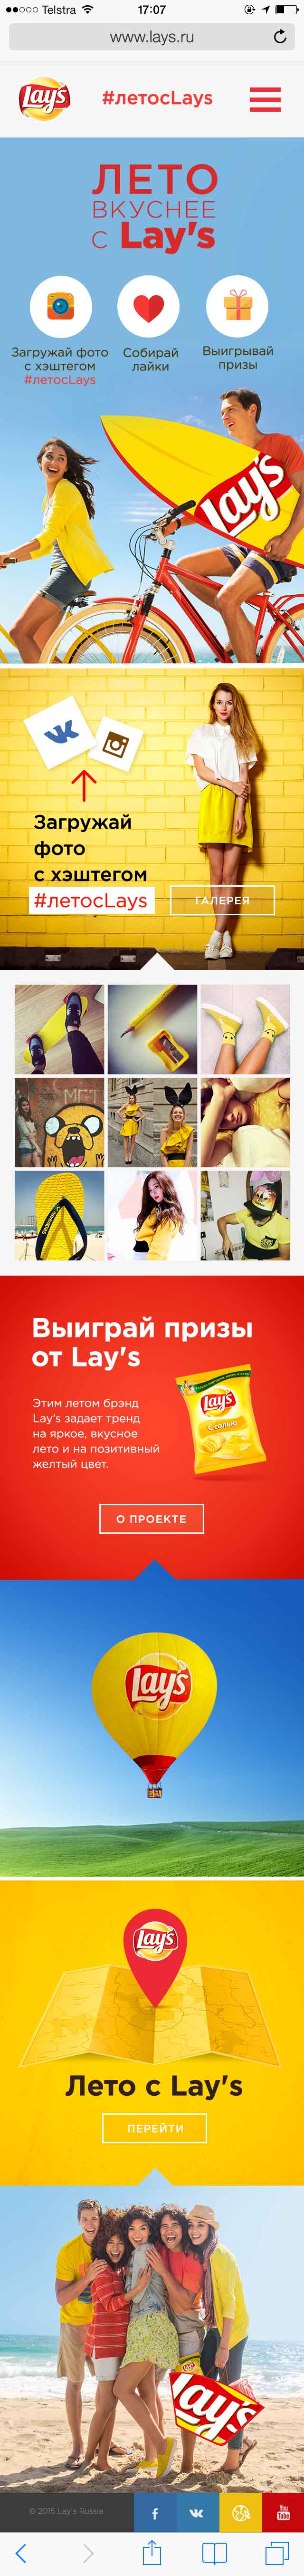 Telstra 17:07
www.lays.ru
Lay's #летосLays
ЛЕТО
ВКУСНЕЕ
с Lay's
Загружай фото
с хэштегом
#летосLays
Собирай
лайки
Выигрывай
призы
Lay's
Загружай
фото
с хэштегом
#летосLays
ГАЛЕРЕЯ
Выиграй призы
от Lay's
Этим летом брэнд
Lay's задает тренд
на яркое, вкусное
лето и на позитивный
желтый цвет.
Lay's
С солью
О ПРОЕКТЕ
Lay's
Lay's
Лето с Lay's
ПЕРЕЙТИ
Lay's
© 2015 Lay's Russia
You
Tube